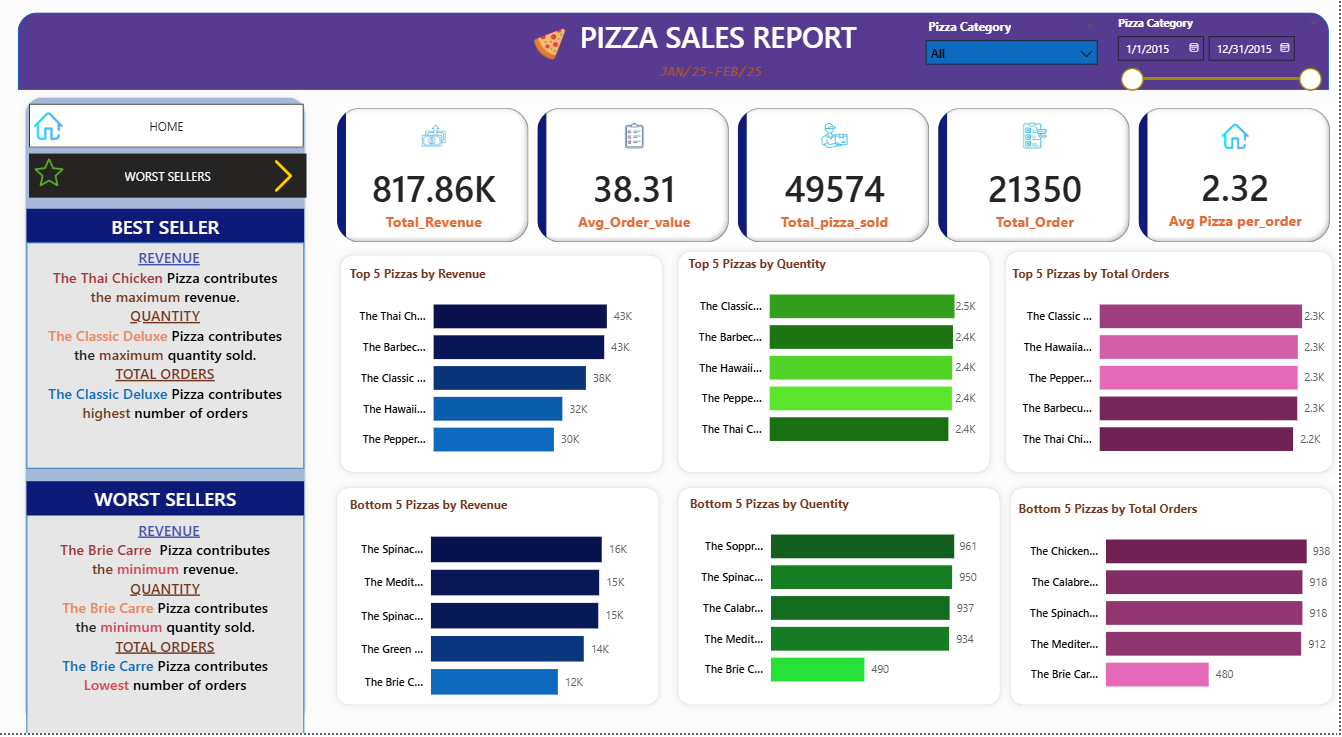 PIZZA SALES REPORT
JAN/25-FEB/25
Pizza Category
All
Pizza Category
1/1/2015
12/31/2015
HOME
WORST SELLERS
BEST SELLER
REVENUE
The Thai Chicken Pizza contributes
the maximum revenue.
QUANTITY
The Classic Deluxe Pizza contributes
the maximum quantity sold.
TOTAL ORDERS
The Classic Deluxe Pizza contributes
highest number of orders
WORST SELLERS
REVENUE
The Brie Carre Pizza contributes
the minimum revenue.
QUANTITY
The Brie Carre Pizza contributes
the minimum quantity sold.
TOTAL ORDERS
The Brie Carre Pizza contributes
Lowest number of orders
817.86K
Total_Revenue
38.31
Avg_Order_value
49574
Total_pizza_sold
21350
Total_Order
2.32
Avg Pizza per_order
Top 5 Pizzas by Revenue
The Thai Ch... 43K
The Barbec... 43K
The Classic ... 38K
The Hawaii... 32K
The Pepper... 30K
Top 5 Pizzas by Quentity
The Classic... 2.5K
The Barbec... 2.4K
The Hawaii... 2.4K
The Peppe... 2.4K
The Thai C... 2.4K
Top 5 Pizzas by Total Orders
The Classic ... 2.3K
The Hawaiia... 2.3K
The Pepper... 2.3K
The Barbecu... 2.3K
The Thai Chi... 2.2K
Bottom 5 Pizzas by Revenue
The Spinac... 16K
The Medit... 15K
The Spinac... 15K
The Green ... 14K
The Brie C... 12K
Bottom 5 Pizzas by Quentity
The Soppr... 961
The Spinac... 950
The Calabr... 937
The Medit... 934
The Brie C... 490
Bottom 5 Pizzas by Total Orders
The Chicken... 938
The Calabre... 918
The Spinach... 918
The Mediter... 912
The Brie Car... 480